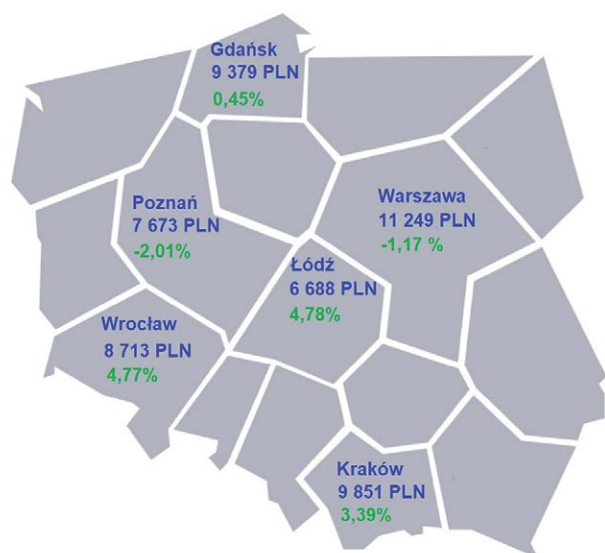 Gdańsk
9 379 PLN
0,45%
Poznań
7 673 PLN
-2,01%
Warszawa
11 249 PLN
-1,17 %
Łódź
6 688 PLN
4,78%
Wrocław
8 713 PLN
4,77%
Kraków
9 851 PLN
3,39%